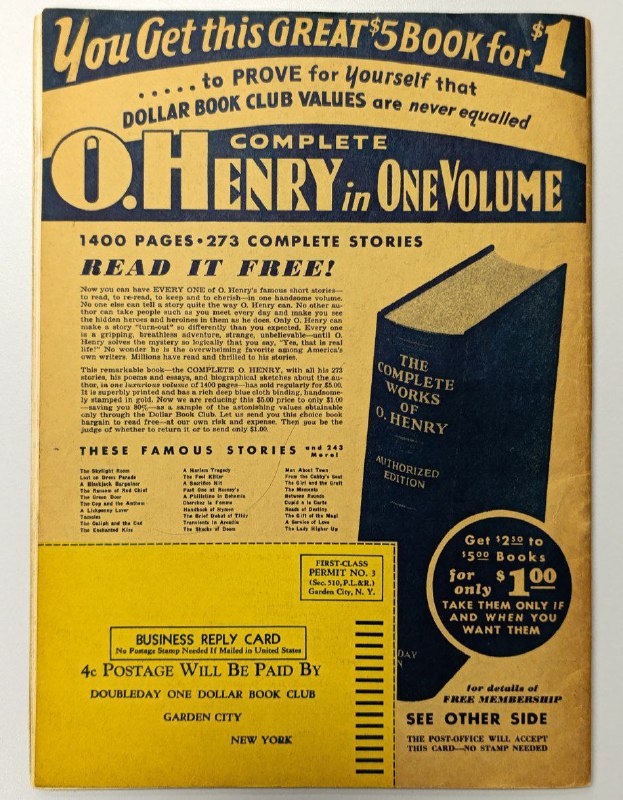 You Get this GREAT $5 BOOK for $1
..... to PROVE for yourself that
DOLLAR BOOK CLUB VALUES are never equalled
COMPLETE
O. HENRY in ONE VOLUME
1400 PAGES • 273 COMPLETE STORIES
READ IT FREE!
Now you can have EVERY ONE of O. Henry's famous short stories—
to read, to re-read, to keep and to cherish—in one handsome volume.
No one else can tell a story quite the way O. Henry can. No other au-
thor can take people such as you meet every day and make you see
the hidden heroes and heroines in them as he does. Only O. Henry can
make a story "turn-out" so differently than you expected. Every one
is a gripping, breathless adventure, strange, unbelievable—until O.
Henry solves the mystery so logically that you say, "Yes, that is real
life!" No wonder he is the overwhelming favorite among America's
own writers. Millions have read and thrilled to his stories.
This remarkable book—the COMPLETE O. HENRY, with all his 273
stories, his poems and essays, and biographical sketches about the au-
thor, in one luxurious volume of 1400 pages—has sold regularly for $5.00.
It is superbly printed and has a rich deep blue cloth binding, handsome-
ly stamped in gold. Now we are reducing this $5.00 price to only $1.00
—saving you 80%—as a sample of the astonishing values obtainable
only through the Dollar Book Club. Let us send you this choice book
bargain to read free—at our own risk and expense. Then you be the
judge of whether to return it or to send only $1.00.
THESE FAMOUS STORIES and 243 More!
The Skylight Room
Lost on Dress Parade
A Blackjack Bargainer
The Ransom of Red Chief
The Green Door
The Cop and the Anthem
A Lickpenny Lover
Tamales
The Caliph and the Cad
The Enchanted Kiss
A Harlem Tragedy
The Fool Killer
A Sacrifice Hit
Past One at Rooney's
A Philistine in Bohemia
Cherchez la Femme
Handbook of Hymen
The Brief Debut of Tildy
Transients in Arcadia
The Shocks of Doom
Man About Town
From the Cabby's Seat
The Girl and the Graft
The Memento
Between Rounds
Cupid a la Carte
Roads of Destiny
The Gift of the Magi
A Service of Love
The Lady Higher Up
THE
COMPLETE
WORKS
OF
O. HENRY
AUTHORIZED
EDITION
Get $2.50 to
$5.00 Books
for only $1.00
TAKE THEM ONLY IF
AND WHEN YOU
WANT THEM
for details of
FREE MEMBERSHIP
SEE OTHER SIDE
THE POST-OFFICE WILL ACCEPT
THIS CARD—NO STAMP NEEDED
FIRST-CLASS
PERMIT NO. 3
(Sec. 510, P.L.&R.)
Garden City, N. Y.
BUSINESS REPLY CARD
No Postage Stamp Needed If Mailed in United States
4c POSTAGE WILL BE PAID BY
DOUBLEDAY ONE DOLLAR BOOK CLUB
GARDEN CITY
NEW YORK